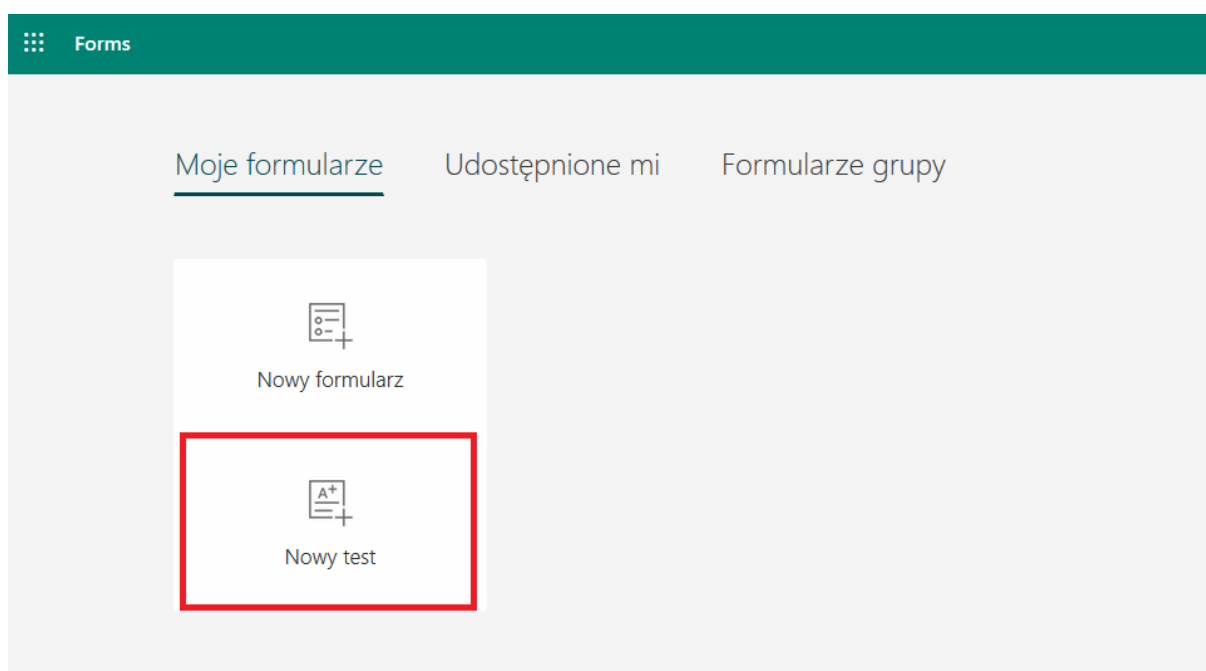 Forms
Moje formularze Udostępnione mi Formularze grupy
Nowy formularz
A+
Nowy test